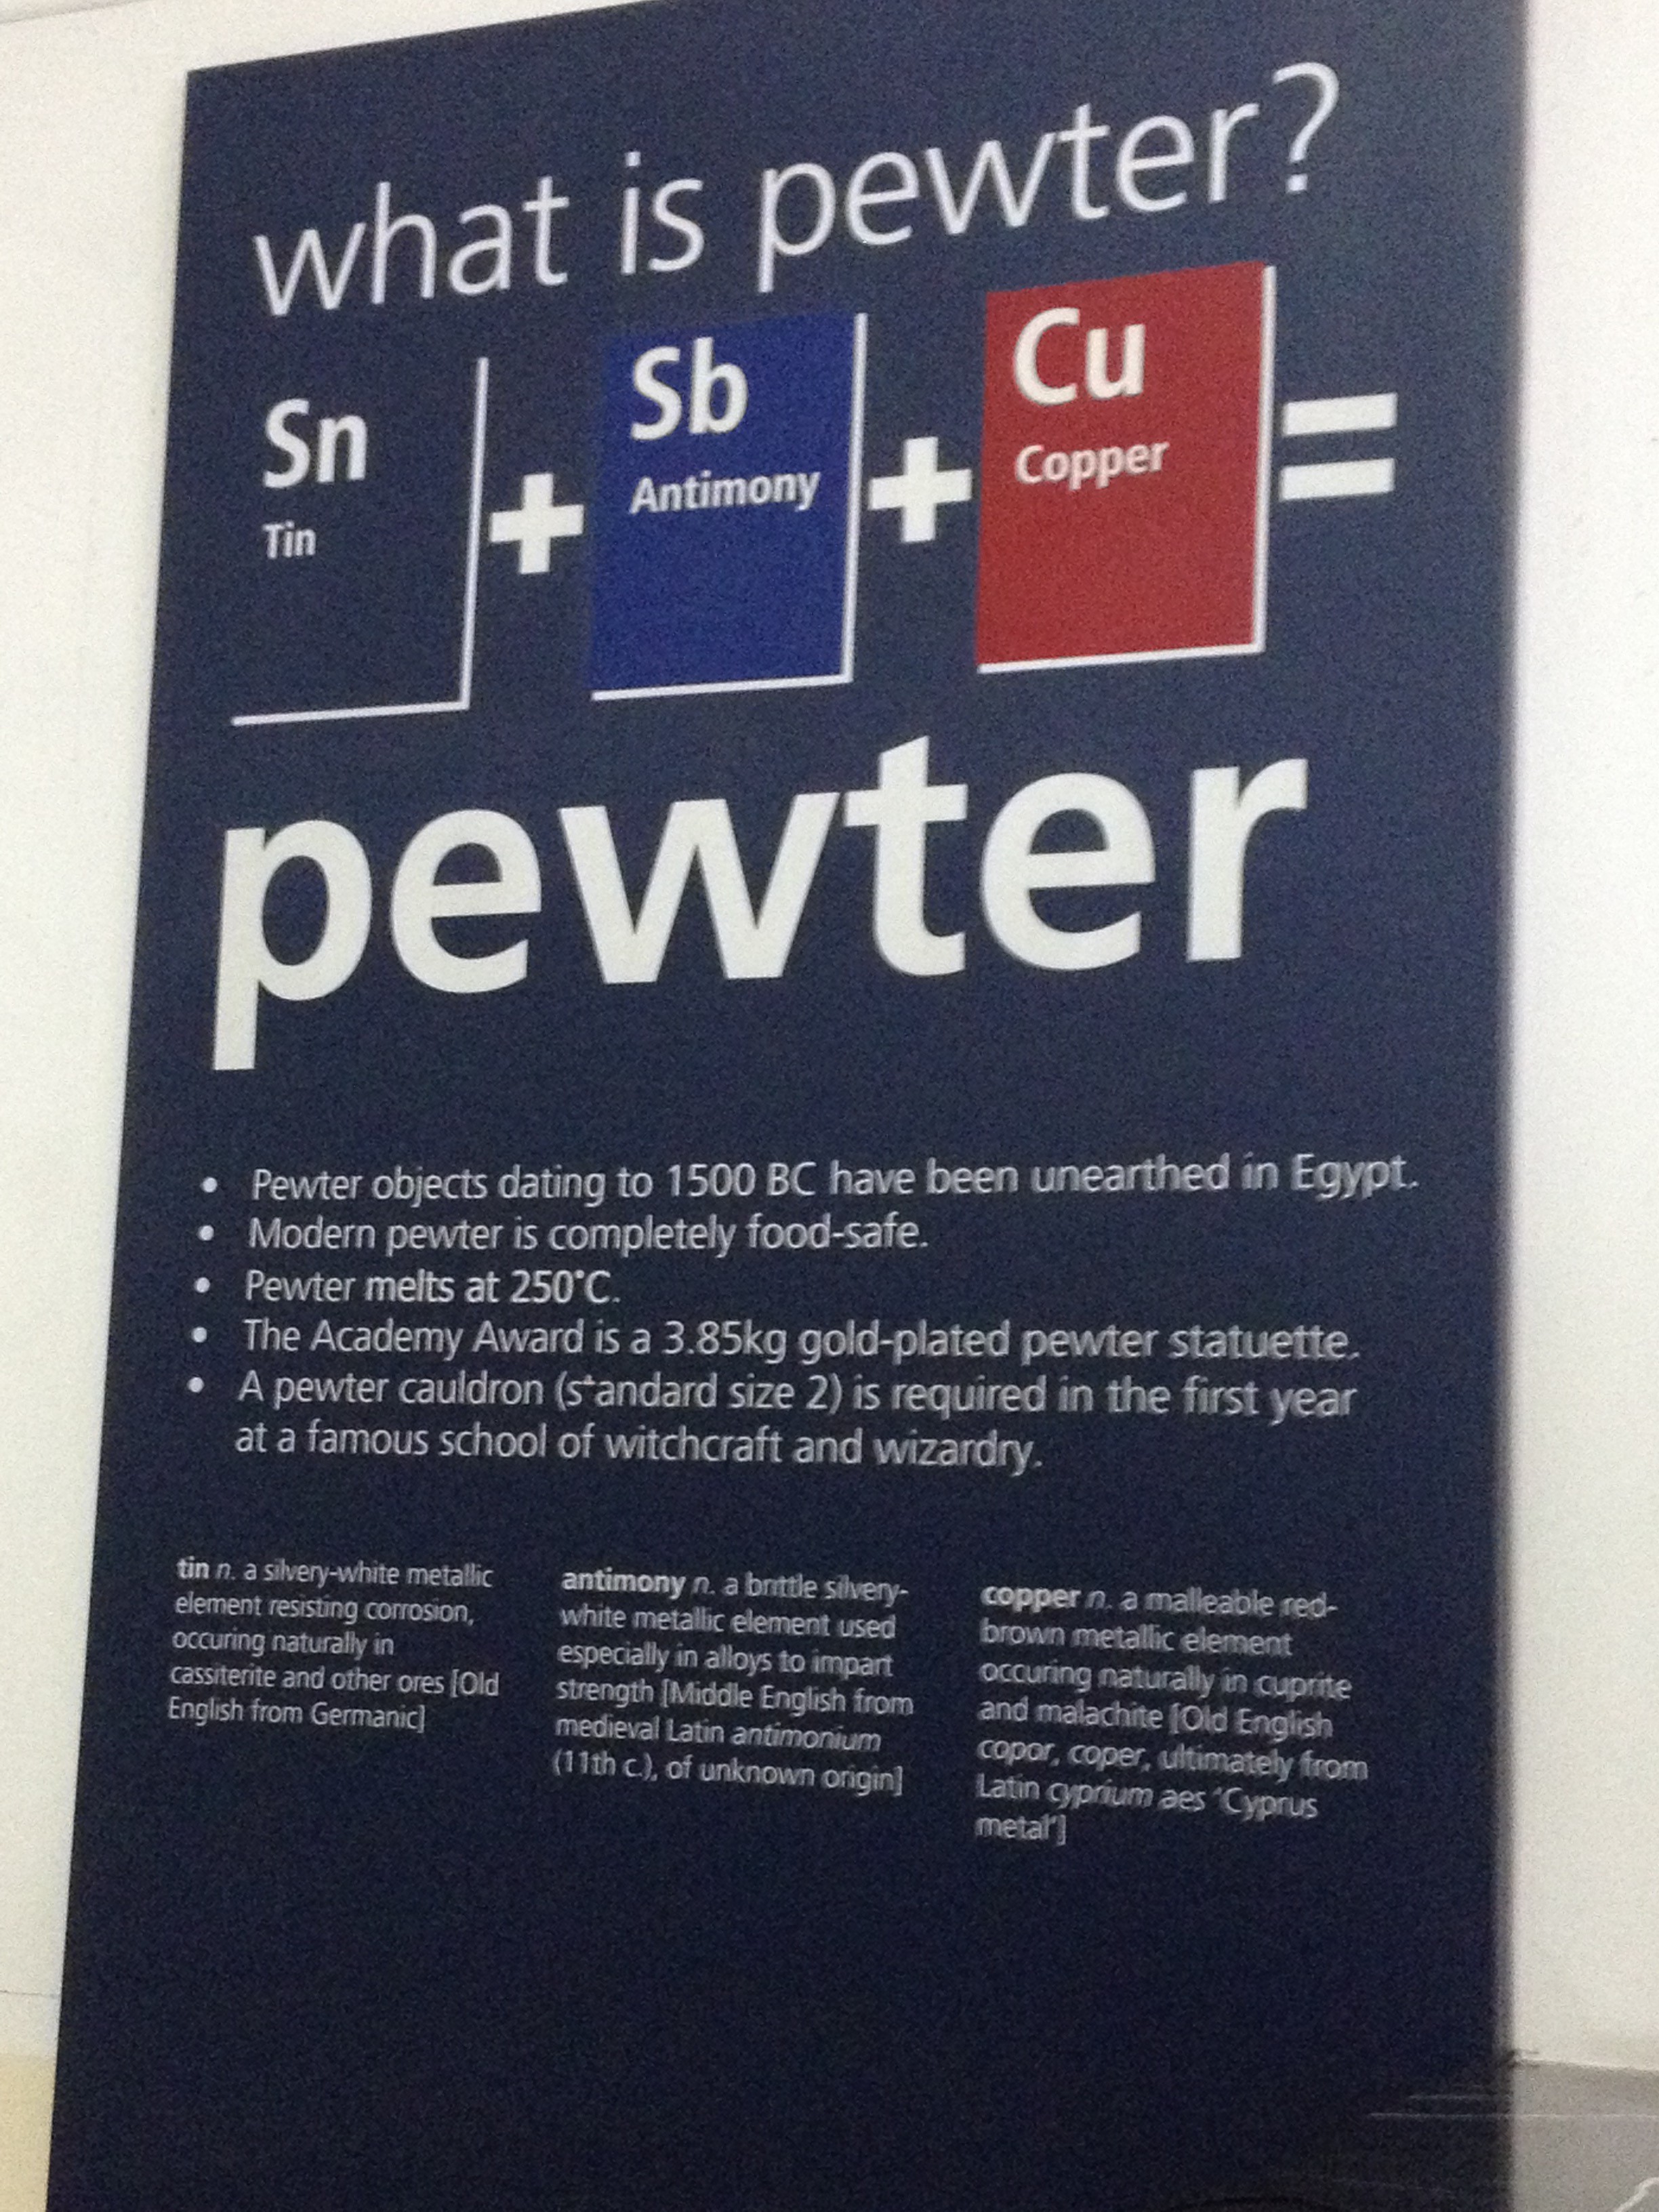 what is pewter?
Sn + Sb + Cu =
Tin Antimony Copper
pewter
• Pewter objects dating to 1500 BC have been unearthed in Egypt.
• Modern pewter is completely food-safe.
• Pewter melts at 250°C.
• The Academy Award is a 3.85kg gold-plated pewter statuette.
• A pewter cauldron (standard size 2) is required in the first year
at a famous school of witchcraft and wizardry.
tin n. a silvery-white metallic
element resisting corrosion,
occuring naturally in
cassiterite and other ores [Old
English from Germanic]
antimony n. a brittle silvery-
white metallic element used
especially in alloys to impart
strength [Middle English from
medieval Latin antimonium
(11th c.), of unknown origin]
copper n. a malleable red-
brown metallic element
occuring naturally in cuprite
and malachite [Old English
copor, coper, ultimately from
Latin cyprium aes ‘Cyprus
metal’]